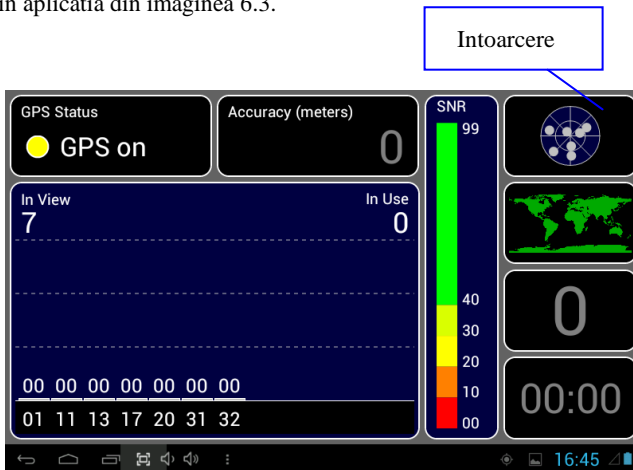 in aplicatia din imaginea 6.3.
Intoarcere
GPS Status
GPS on
Accuracy (meters)
0
SNR
99
40
30
20
10
00
In View
7
In Use
0
00 00 00 00 00 00 00
01 11 13 17 20 31 32
0
00:00
16:45